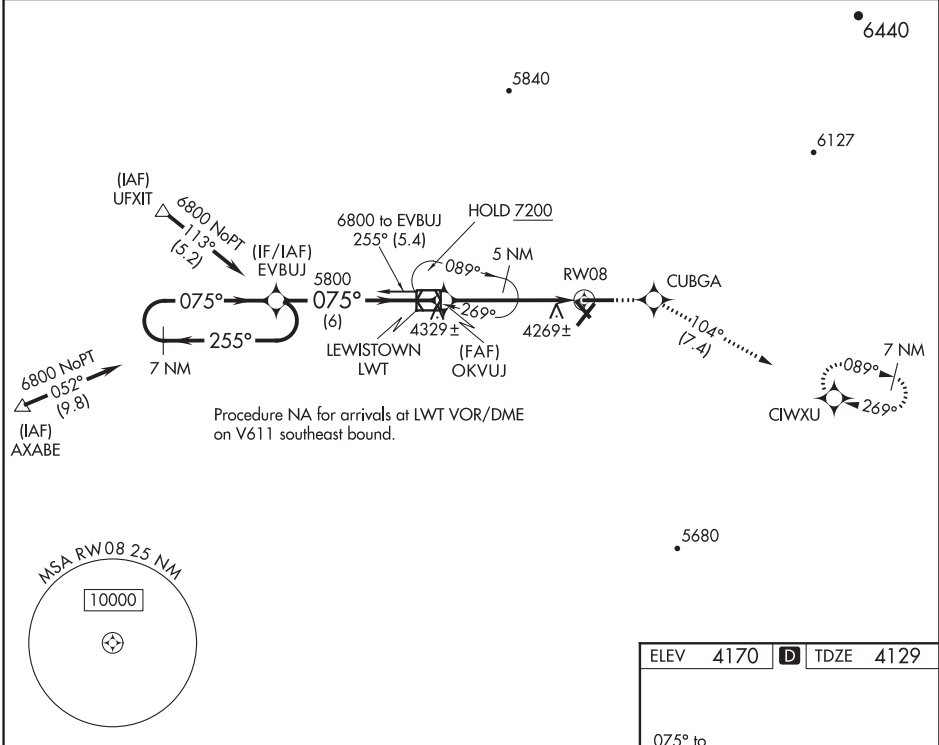 6440
5840
6127
(IAF)
UFXIT
6800 NoPT
113°
(5.2)
(IF/IAF)
EVBUJ
6800 to EVBUJ
255° (5.4)
HOLD 7200
5 NM
089°
269°
RW08
CUBGA
075°
255°
7 NM
5800
075°
(6)
LEWISTOWN
LWT
4329 ±
(FAF)
OKVUJ
4269±
104°
(7.4)
7 NM
089°
269°
CIWXU
6800 NoPT
052°
(9.8)
(IAF)
AXABE
Procedure NA for arrivals at LWT VOR/DME
on V611 southeast bound.
5680
MSA RW08 25 NM
10000
ELEV 4170 D TDZE 4129
075° to